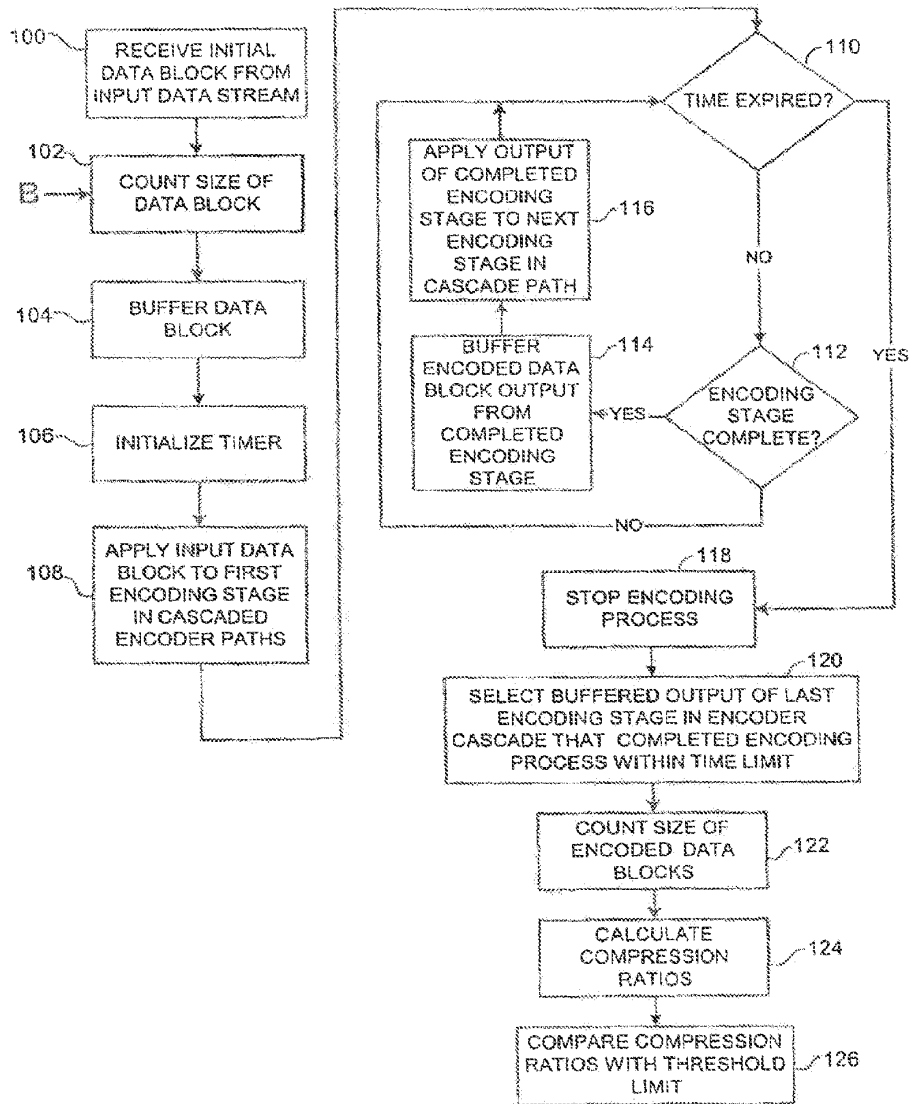 100
RECEIVE INITIAL
DATA BLOCK FROM
INPUT DATA STREAM
102
B
COUNT SIZE OF
DATA BLOCK
104
BUFFER DATA
BLOCK
106
INITIALIZE TIMER
108
APPLY INPUT DATA
BLOCK TO FIRST
ENCODING STAGE
IN CASCADED
ENCODER PATHS
110
TIME EXPIRED?
APPLY OUTPUT
OF COMPLETED
ENCODING
STAGE TO NEXT
ENCODING
STAGE IN
CASCADE PATH
116
NO
BUFFER
ENCODED DATA
BLOCK OUTPUT
FROM
COMPLETED
ENCODING
STAGE
114
YES
112
ENCODING
STAGE
COMPLETE?
YES
NO
118
STOP ENCODING
PROCESS
120
SELECT BUFFERED OUTPUT OF LAST
ENCODING STAGE IN ENCODER
CASCADE THAT COMPLETED ENCODING
PROCESS WITHIN TIME LIMIT
COUNT SIZE OF
ENCODED DATA
BLOCKS
122
CALCULATE
COMPRESSION
RATIOS
124
COMPARE COMPRESSION
RATIOS WITH THRESHOLD
LIMIT
126